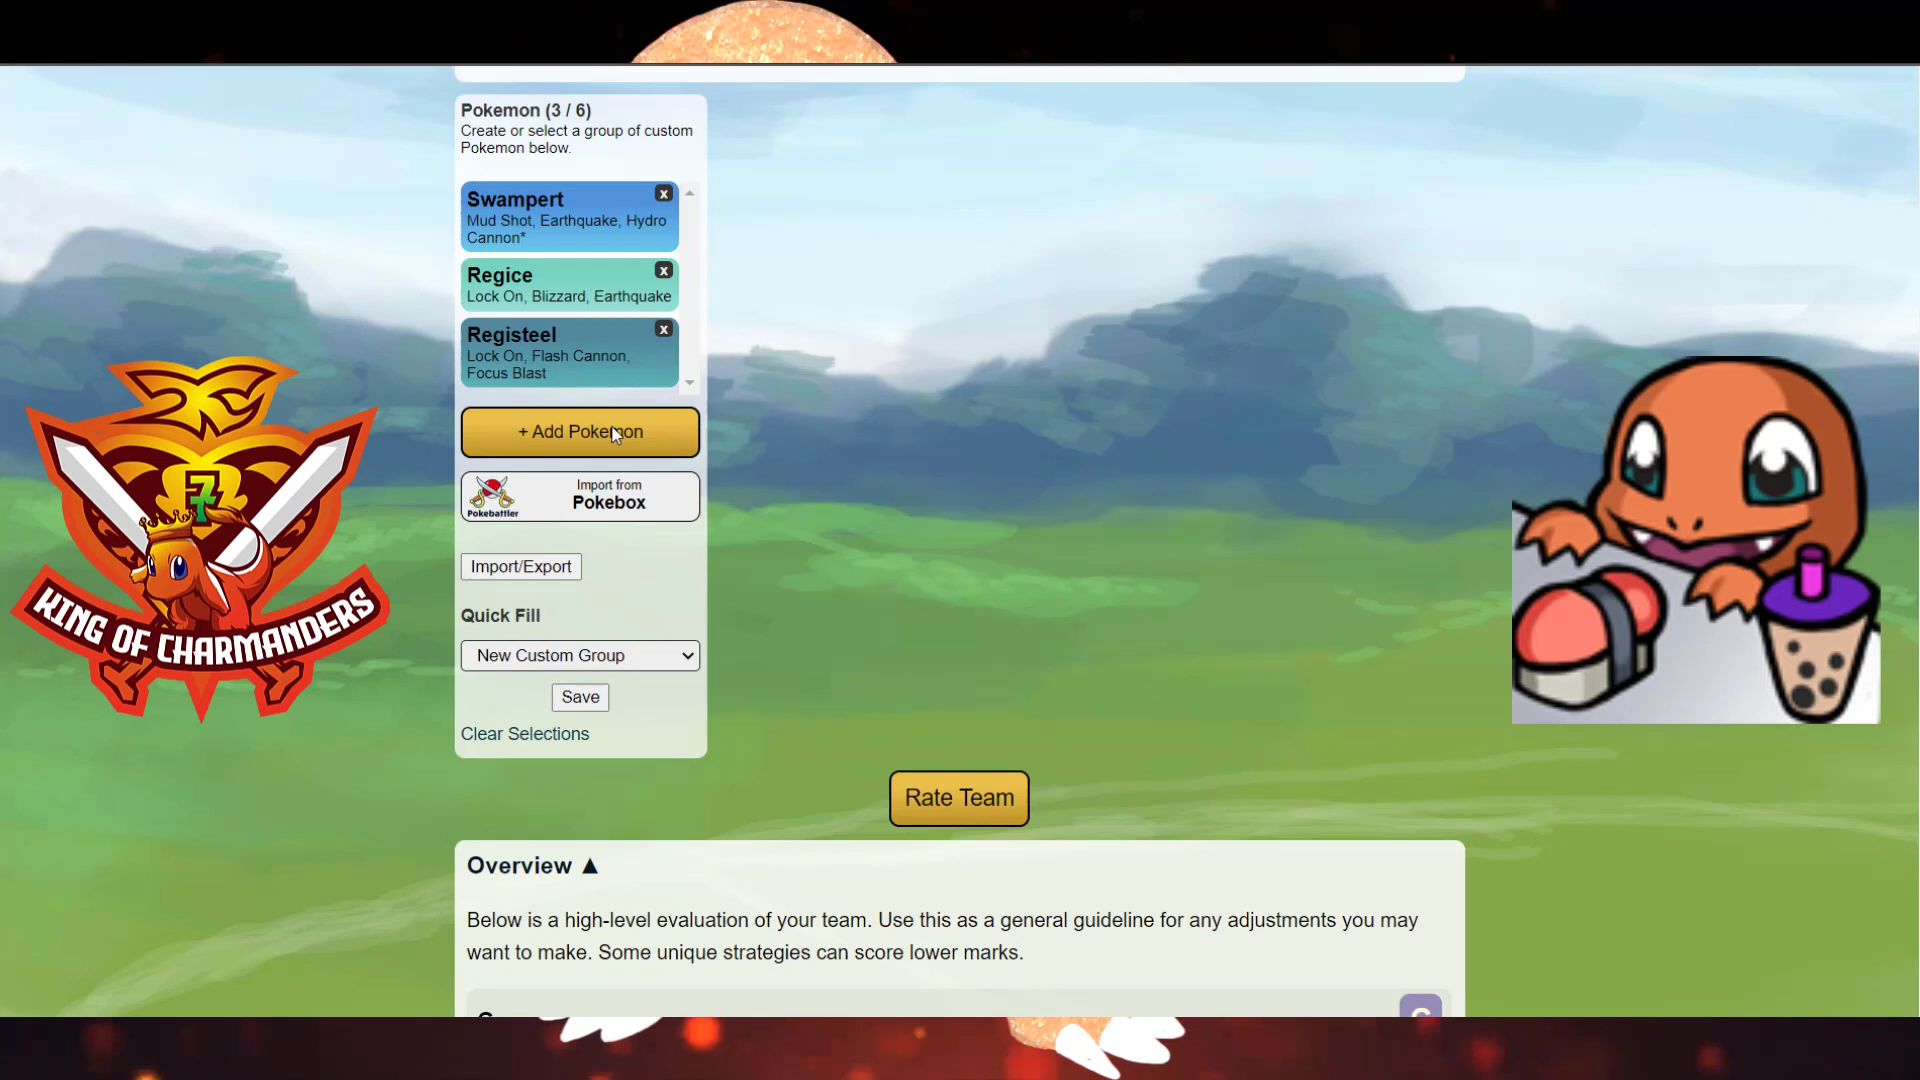 Pokemon (3 / 6)
Create or select a group of custom
Pokemon below.
Swampert
x
Mud Shot, Earthquake, Hydro
Cannon*
Regice
x
Lock On, Blizzard, Earthquake
Registeel
x
Lock On, Flash Cannon,
Focus Blast
+ Add Pokemon
Import from
Pokebox
Pokebattler
Import/Export
Quick Fill
New Custom Group
Save
Clear Selections
Rate Team
Overview ▲
Below is a high-level evaluation of your team. Use this as a general guideline for any adjustments you may
want to make. Some unique strategies can score lower marks.
7
KING OF CHARMANDERS